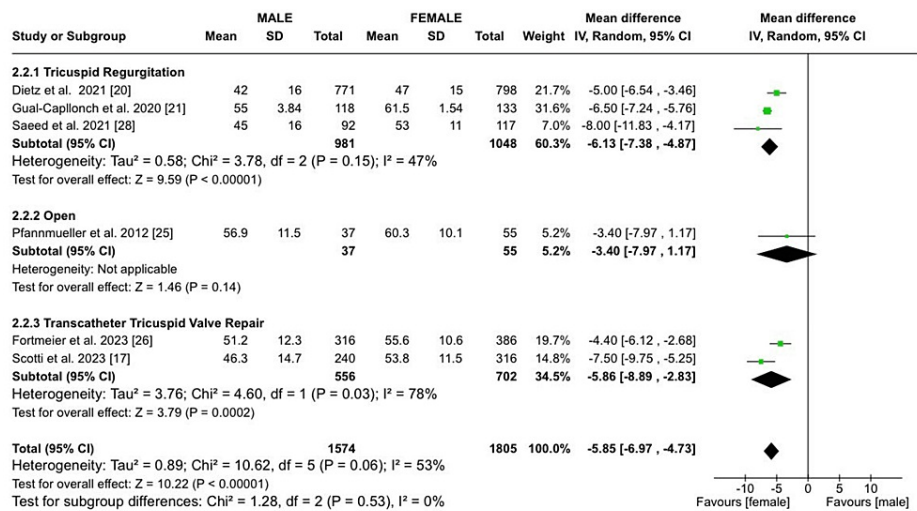 MALE FEMALE Mean difference Mean difference
Study or Subgroup Mean SD Total Mean SD Total Weight IV, Random, 95% CI IV, Random, 95% CI
2.2.1 Tricuspid Regurgitation
Dietz et al. 2021 [20] 42 16 771 47 15 798 21.7% -5.00 [-6.54 , -3.46]
Gual-Capllonch et al. 2020 [21] 55 3.84 118 61.5 1.54 133 31.6% -6.50 [-7.24 , -5.76]
Saeed et al. 2021 [28] 45 16 92 53 11 117 7.0% -8.00 [-11.83 , -4.17]
Subtotal (95% CI) 981 1048 60.3% -6.13 [-7.38 , -4.87]
Heterogeneity: Tau² = 0.58; Chi² = 3.78, df = 2 (P = 0.15); I² = 47%
Test for overall effect: Z = 9.59 (P < 0.00001)
2.2.2 Open
Pfannmueller et al. 2012 [25] 56.9 11.5 37 60.3 10.1 55 5.2% -3.40 [-7.97 , 1.17]
Subtotal (95% CI) 37 55 5.2% -3.40 [-7.97 , 1.17]
Heterogeneity: Not applicable
Test for overall effect: Z = 1.46 (P = 0.14)
2.2.3 Transcatheter Tricuspid Valve Repair
Fortmeier et al. 2023 [26] 51.2 12.3 316 55.6 10.6 386 19.7% -4.40 [-6.12 , -2.68]
Scotti et al. 2023 [17] 46.3 14.7 240 53.8 11.5 316 14.8% -7.50 [-9.75 , -5.25]
Subtotal (95% CI) 556 702 34.5% -5.86 [-8.89 , -2.83]
Heterogeneity: Tau² = 3.76; Chi² = 4.60, df = 1 (P = 0.03); I² = 78%
Test for overall effect: Z = 3.79 (P = 0.0002)
Total (95% CI) 1574 1805 100.0% -5.85 [-6.97 , -4.73]
Heterogeneity: Tau² = 0.89; Chi² = 10.62, df = 5 (P = 0.06); I² = 53%
Test for overall effect: Z = 10.22 (P < 0.00001)
Test for subgroup differences: Chi² = 1.28, df = 2 (P = 0.53), I² = 0%
-10 -5 0 5 10
Favours [female] Favours [male]